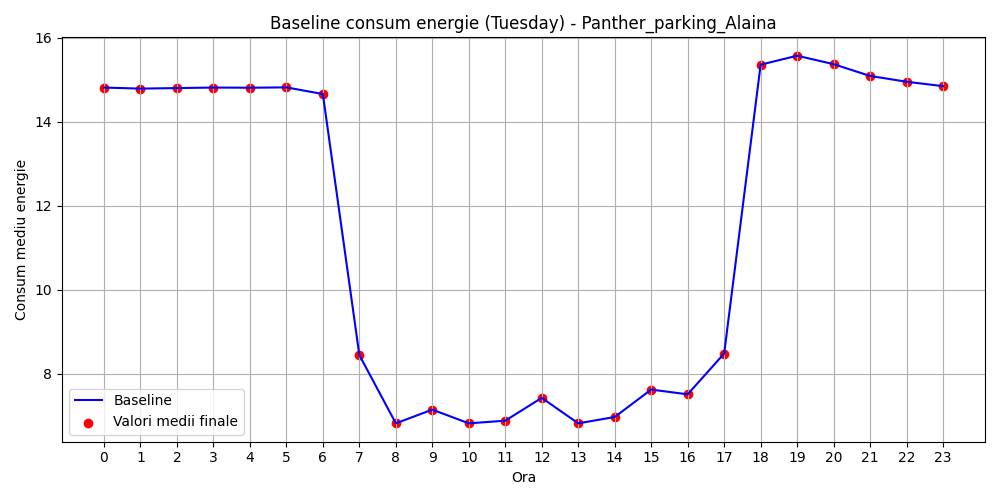 Baseline consum energie (Tuesday) - Panther_parking_Alaina
Consum mediu energie
16
14
12
10
8
Baseline
Valori medii finale
0 1 2 3 4 5 6 7 8 9 10 11 12 13 14 15 16 17 18 19 20 21 22 23
Ora